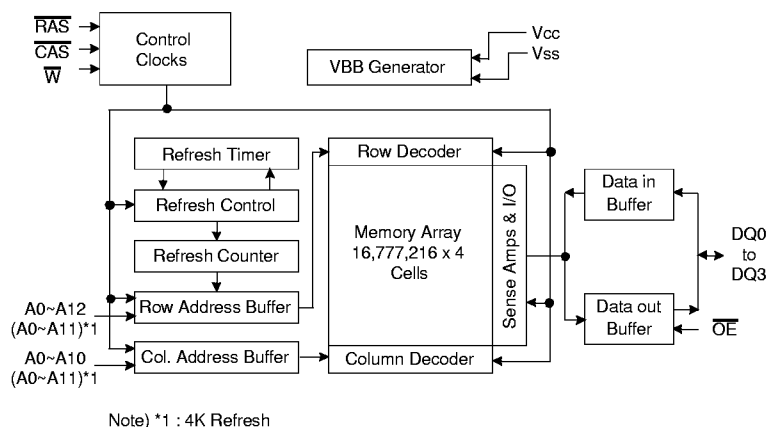 RAS
CAS
W
Control
Clocks
VBB Generator
Vcc
Vss
Refresh Timer
Refresh Control
Refresh Counter
Row Address Buffer
Col. Address Buffer
A0~A12
(A0~A11)*1
A0~A10
(A0~A11)*1
Row Decoder
Memory Array
16,777,216 x 4
Cells
Column Decoder
Sense Amps & I/O
Data in
Buffer
Data out
Buffer
DQ0
to
DQ3
OE
Note) *1 : 4K Refresh